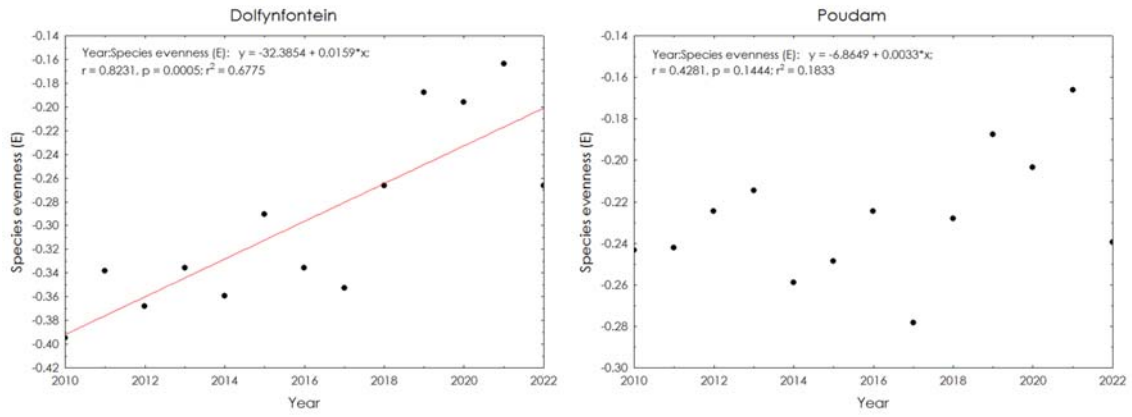 Dolfynfontein
Year:Species evenness (E): y = -32.3854 + 0.0159*x;
r = 0.8231, p = 0.0005; r² = 0.6775
-0.14
-0.16
-0.18
-0.20
-0.22
-0.24
-0.26
-0.28
-0.30
-0.32
-0.34
-0.36
-0.38
-0.40
-0.42
Species evenness (E)
2010 2012 2014 2016 2018 2020 2022
Year
Poudam
Year:Species evenness (E): y = -6.8649 + 0.0033*x;
r = 0.4281, p = 0.1444; r² = 0.1833
-0.14
-0.16
-0.18
-0.20
-0.22
-0.24
-0.26
-0.28
-0.30
Species evenness (E)
2010 2012 2014 2016 2018 2020 2022
Year